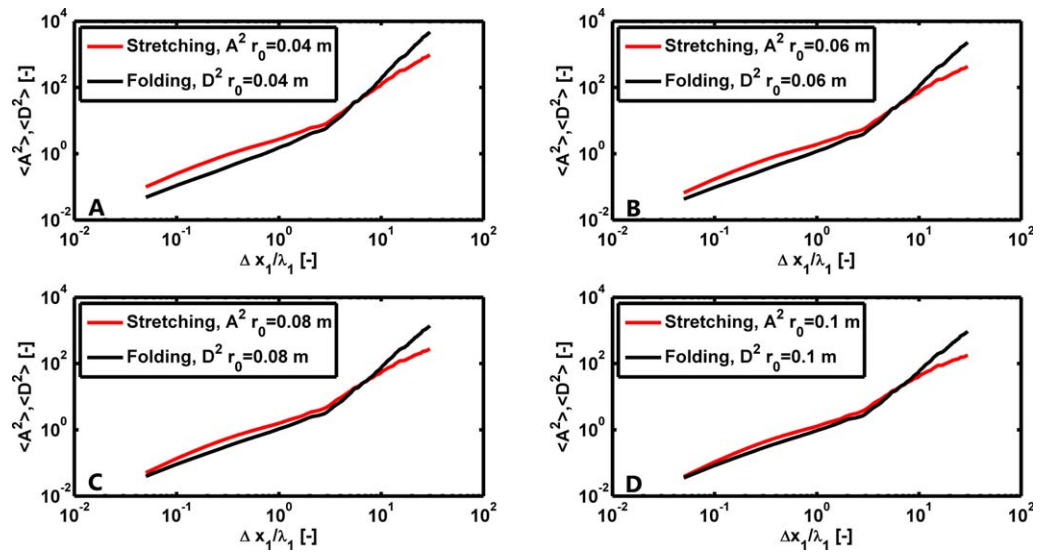 10^4
10^2
10^0
10^-2
<A^2>,<D^2> [-]
Stretching, A^2 r_0=0.04 m
Folding, D^2 r_0=0.04 m
A
10^-2 10^-1 10^0 10^1 10^2
Δ x_1/λ_1 [-]
10^4
10^2
10^0
10^-2
<A^2>,<D^2> [-]
Stretching, A^2 r_0=0.06 m
Folding, D^2 r_0=0.06 m
B
10^-2 10^-1 10^0 10^1 10^2
Δ x_1/λ_1 [-]
10^4
10^2
10^0
10^-2
<A^2>,<D^2> [-]
Stretching, A^2 r_0=0.08 m
Folding, D^2 r_0=0.08 m
C
10^-2 10^-1 10^0 10^1 10^2
Δ x_1/λ_1 [-]
10^4
10^2
10^0
10^-2
<A^2>,<D^2> [-]
Stretching, A^2 r_0=0.1 m
Folding, D^2 r_0=0.1 m
D
10^-2 10^-1 10^0 10^1 10^2
Δx_1/λ_1 [-]